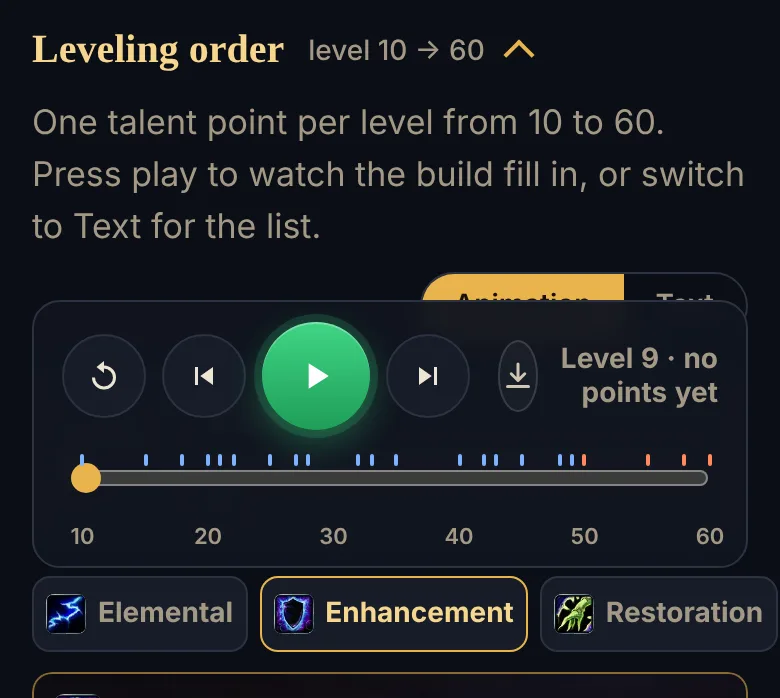 Leveling order level 10 → 60
One talent point per level from 10 to 60.
Press play to watch the build fill in, or switch
to Text for the list.
Animation Text
Level 9 · no
points yet
10 20 30 40 50 60
Elemental Enhancement Restoration